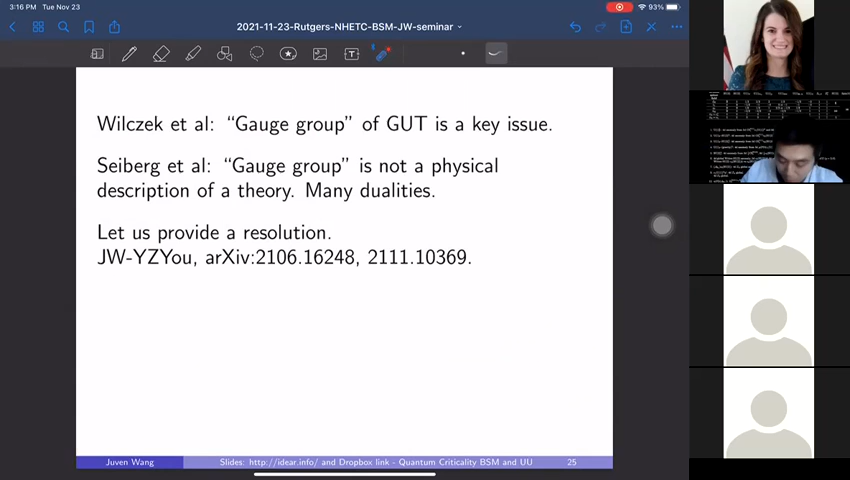 3:16 PM Tue Nov 23
93%
2021-11-23-Rutgers-NHETC-BSM-JW-seminar
T
Wilczek et al: “Gauge group” of GUT is a key issue.
Seiberg et al: “Gauge group” is not a physical
description of a theory. Many dualities.
Let us provide a resolution.
JW-YZYou, arXiv:2106.16248, 2111.10369.
Juven Wang
Slides: http://idear.info/ and Dropbox link - Quantum Criticality BSM and UU
25